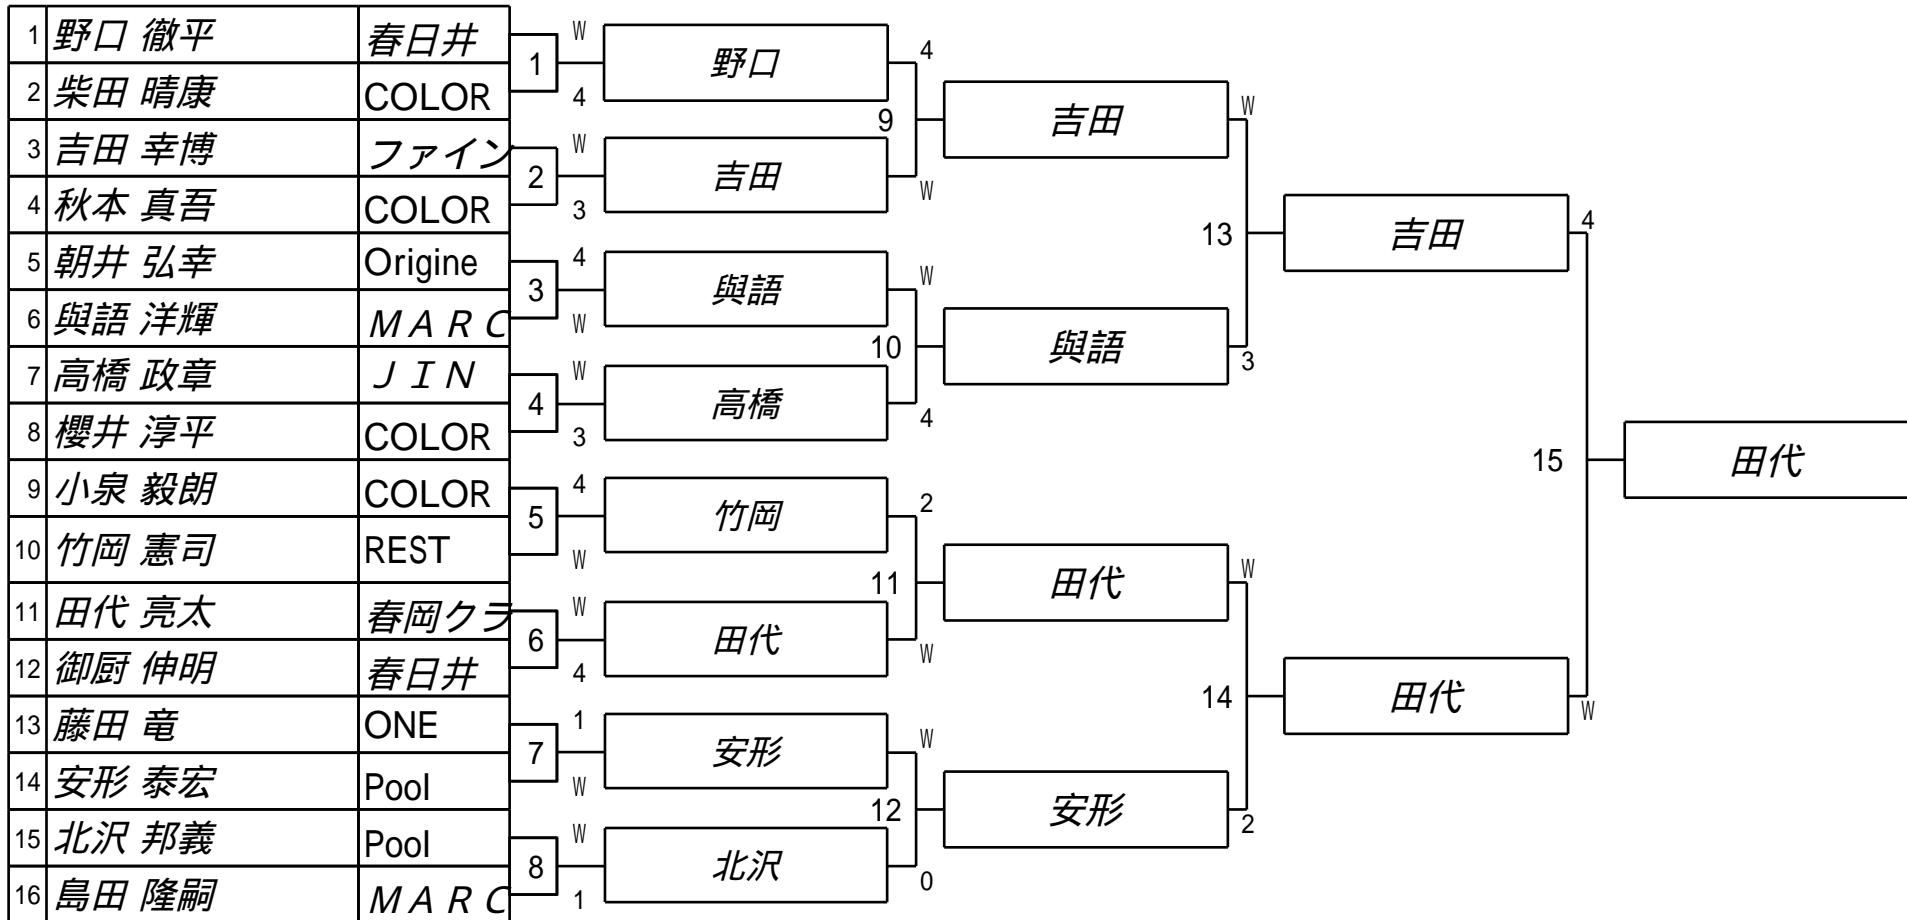 1 野口 徹平 春日井
2 柴田 晴康 COLOR
3 吉田 幸博 ファイン
4 秋本 真吾 COLOR
5 朝井 弘幸 Origine
6 與語 洋輝 ＭＡＲＣ
7 高橋 政章 ＪＩＮ
8 櫻井 淳平 COLOR
9 小泉 毅朗 COLOR
10 竹岡 憲司 REST
11 田代 亮太 春岡クラ
12 御厨 伸明 春日井
13 藤田 竜 ONE
14 安形 泰宏 Pool
15 北沢 邦義 Pool
16 島田 隆嗣 ＭＡＲＣ
1 W 4
2 W 3
3 4 W
4 W 3
5 4 W
6 W 4
7 1 W
8 W 1
野口 4
9
吉田 W
與語 W
10
高橋 4
竹岡 2
11
田代 W
安形 W
12
北沢 0
吉田 W
13
與語 3
田代 W
14
安形 2
吉田 4
15
田代 W
田代